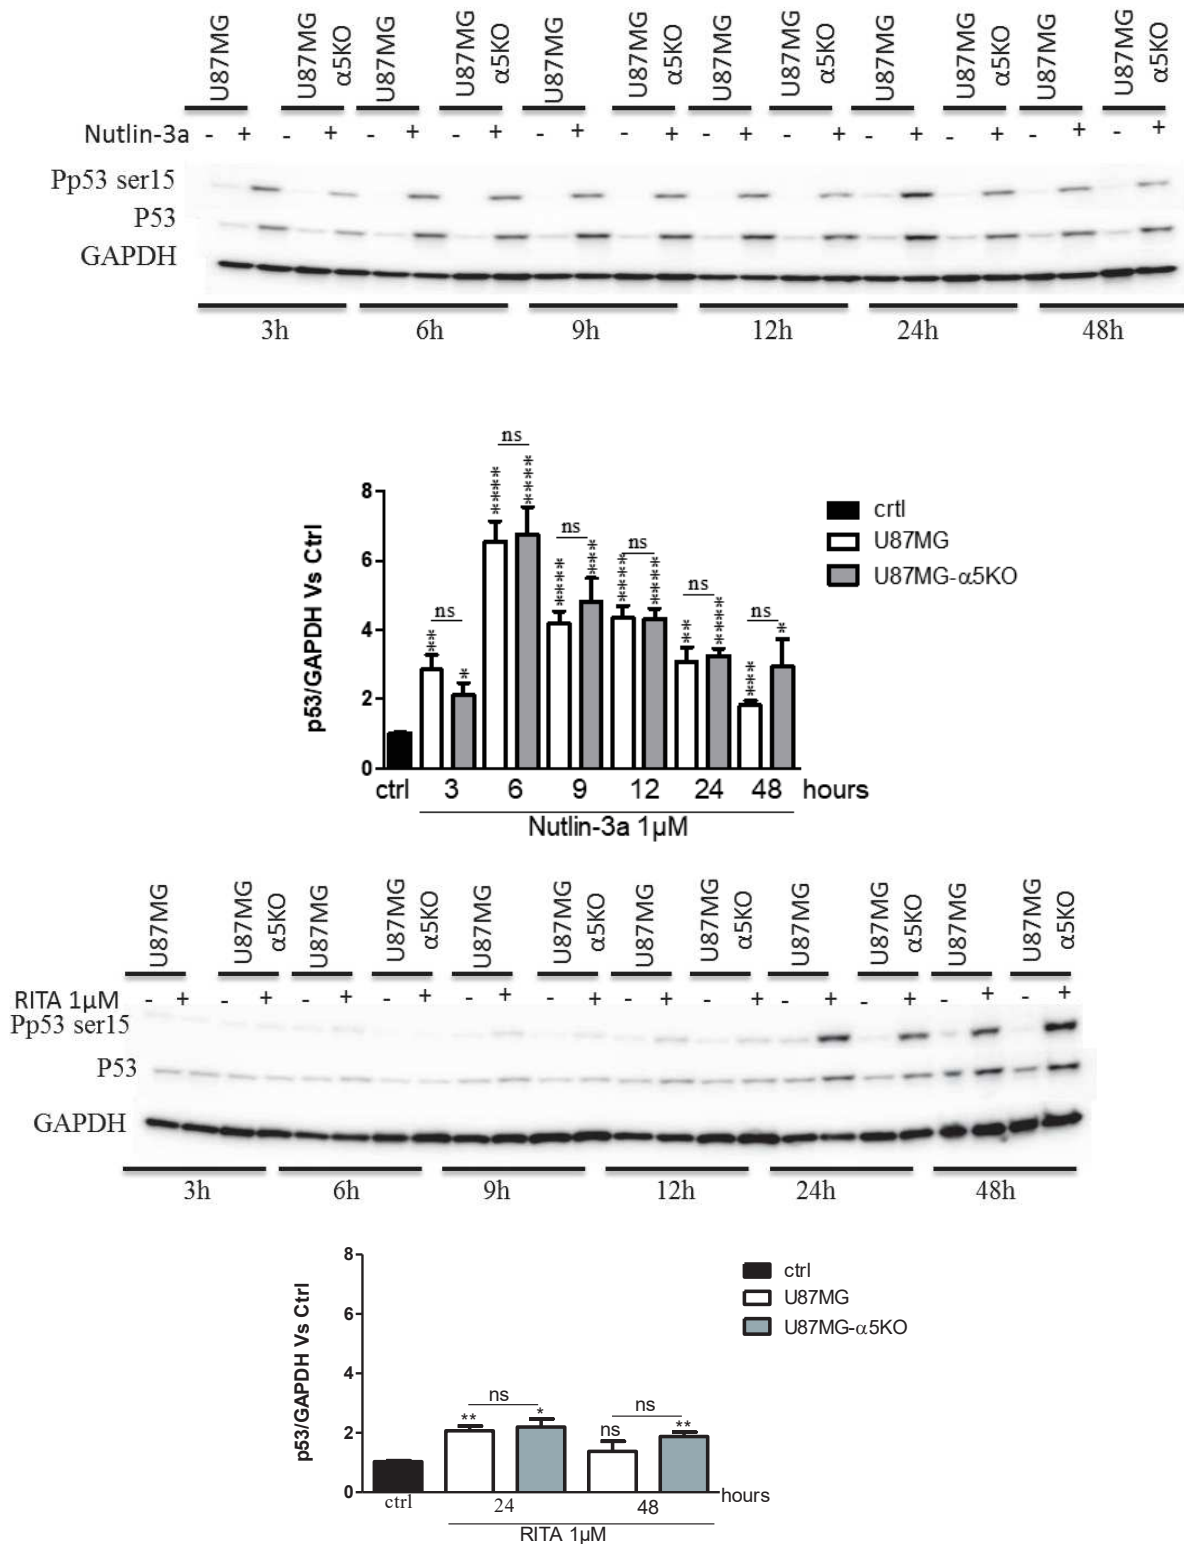 U87MG U87MG α5KO U87MG U87MG α5KO U87MG U87MG α5KO U87MG U87MG α5KO U87MG U87MG α5KO U87MG U87MG α5KO
Nutlin-3a - + - + - + - + - + - + - + - + - + - + - + - +
Pp53 ser15
P53
GAPDH
3h 6h 9h 12h 24h 48h
ns
ns ns
ns
ns ns
**** ****
**** ****
**** ****
*** * ** **** *** *
p53/GAPDH Vs Ctrl
8
6
4
2
0
crtl
U87MG
U87MG-α5KO
ctrl 3 6 9 12 24 48 hours
Nutlin-3a 1µM
U87MG U87MG α5KO U87MG U87MG α5KO U87MG U87MG α5KO U87MG U87MG α5KO U87MG U87MG α5KO U87MG U87MG α5KO
RITA 1µM - + - + - + - + - + - + - + - + - + - + - + - +
Pp53 ser15
P53
GAPDH
3h 6h 9h 12h 24h 48h
p53/GAPDH Vs Ctrl
8
6
4
2
0
ctrl
U87MG
U87MG-α5KO
ns ns
** * ns **
ctrl 24 48 hours
RITA 1µM